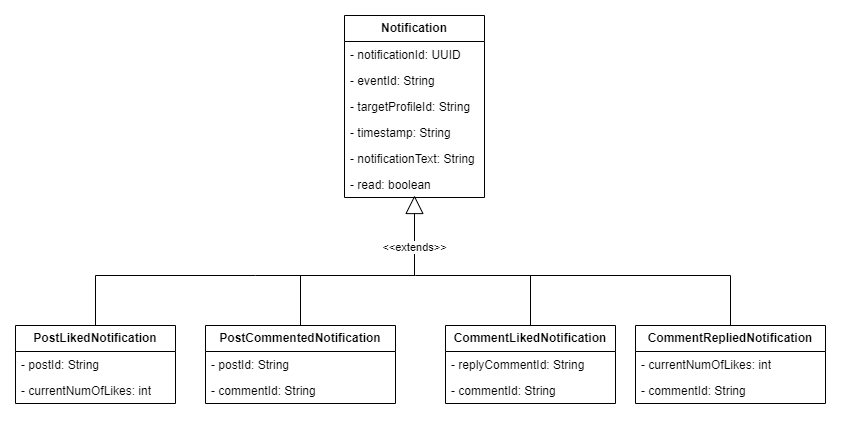 Notification
- notificationId: UUID
- eventId: String
- targetProfileId: String
- timestamp: String
- notificationText: String
- read: boolean
<<extends>>
PostLikedNotification
- postId: String
- currentNumOfLikes: int
PostCommentedNotification
- postId: String
- commentId: String
CommentLikedNotification
- replyCommentId: String
- commentId: String
CommentRepliedNotification
- currentNumOfLikes: int
- commentId: String